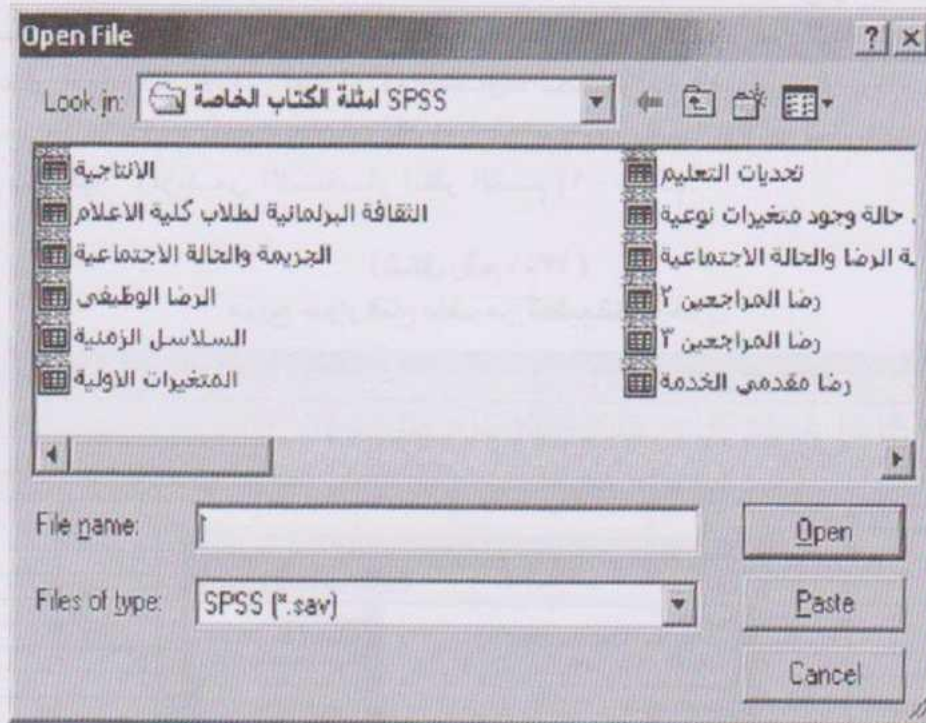 Open File
Look in: امثلة الكتاب الخاصة SPSS
الانتاجية
الثقافة البرلمانية لطلاب كلية الاعلام
الجريمة والحالة الاجتماعية
الرضا الوظيفى
السلاسل الزمنية
المتغيرات الاولية
تحديات التعليم
حالة وجود متغيرات نوعية
الرضا والحالة الاجتماعية
رضا المراجعين ٢
رضا المراجعين ٣
رضا مقدمى الخدمة
File name:
Open
Files of type: SPSS (*.sav)
Paste
Cancel